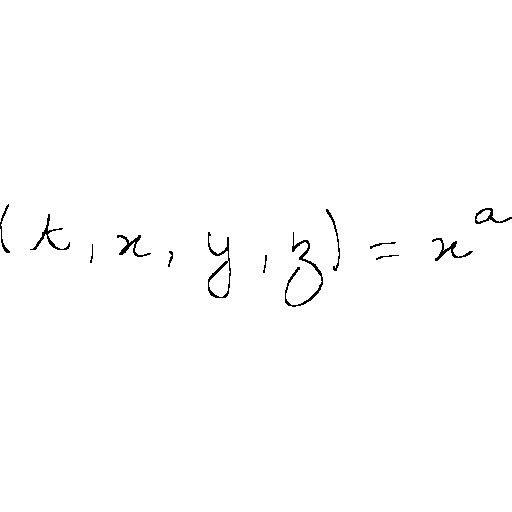 (t, x, y, z) = x^a